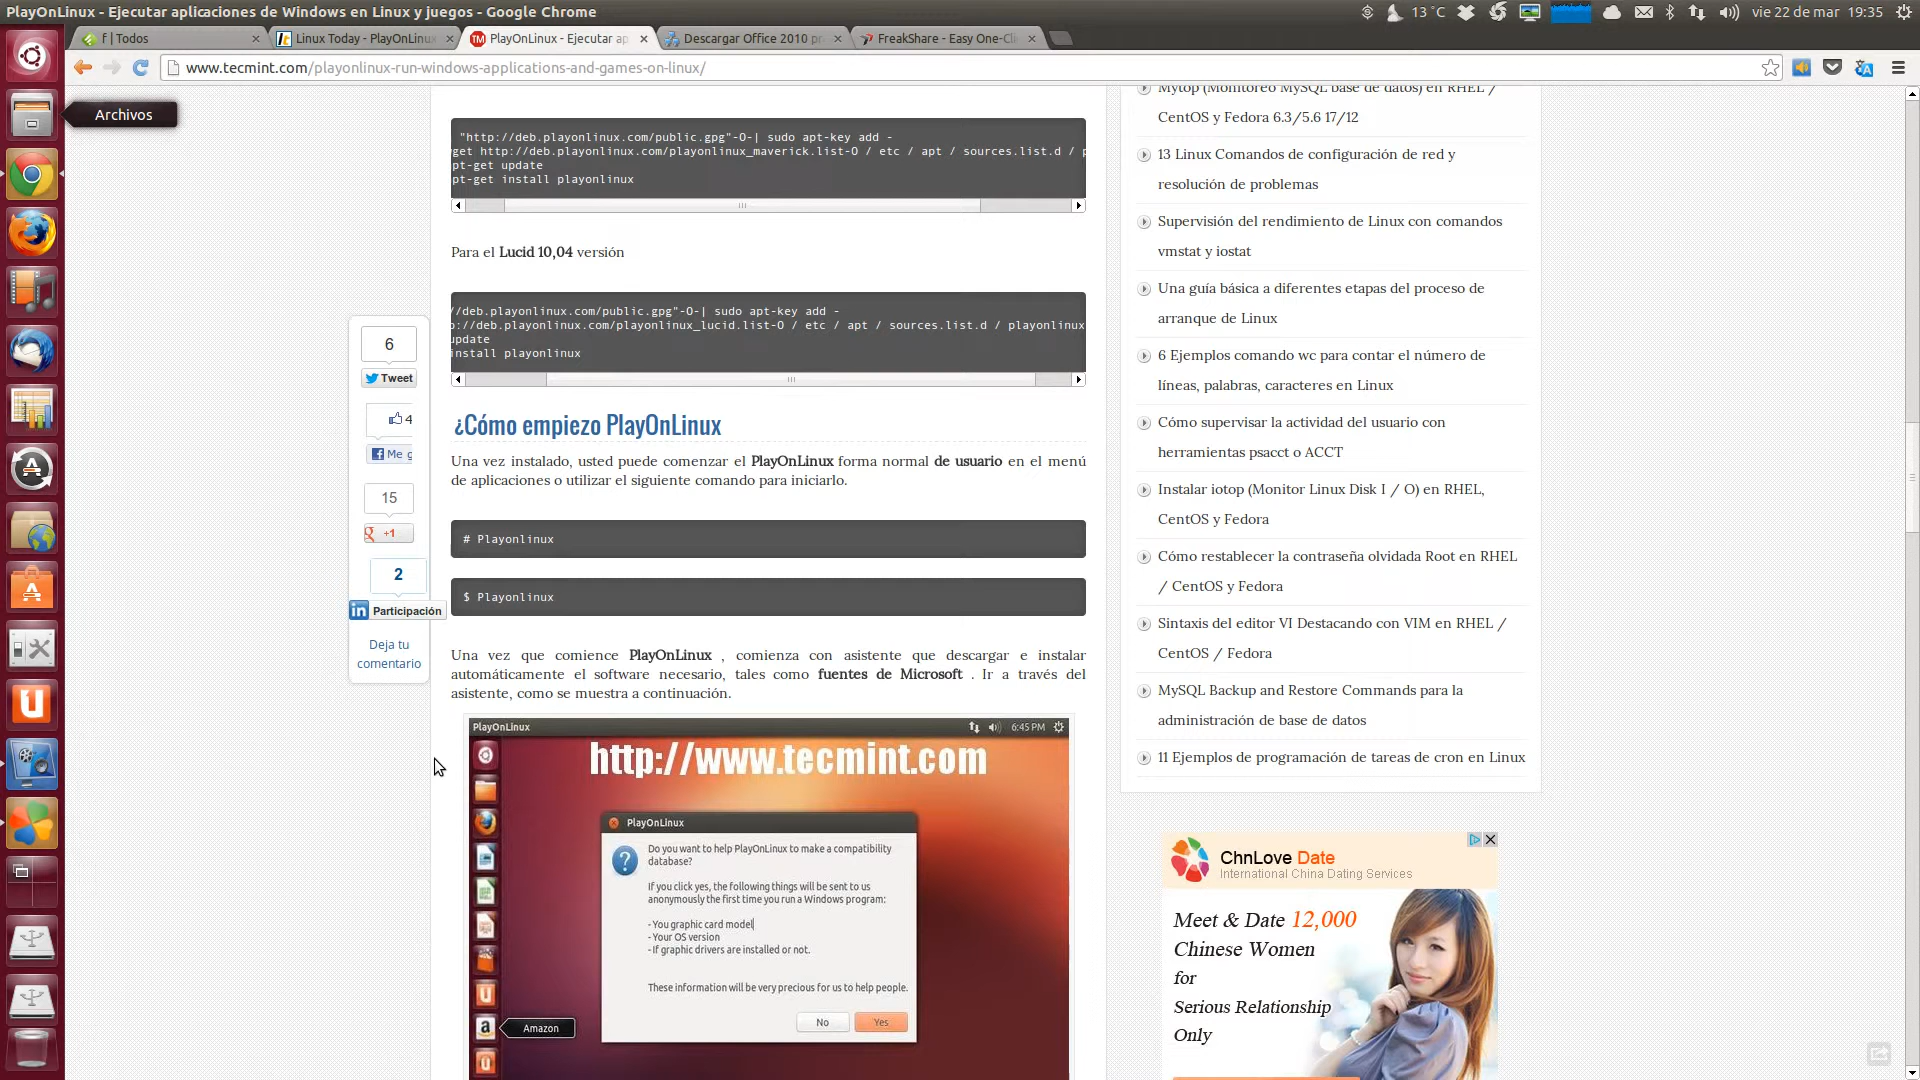 PlayOnLinux - Ejecutar aplicaciones de Windows en Linux y juegos - Google Chrome
13 °C
vie 22 de mar
19:35
f | Todos
Linux Today - PlayOnLinux
PlayOnLinux - Ejecutar ap
Descargar Office 2010 pr
FreakShare - Easy One-Cli
www.tecmint.com/playonlinux-run-windows-applications-and-games-on-linux/
Archivos
"http://deb.playonlinux.com/public.gpg"-O-| sudo apt-key add -
get http://deb.playonlinux.com/playonlinux_maverick.list-O / etc / apt / sources.list.d / p
pt-get update
pt-get install playonlinux
Para el Lucid 10,04 versión
//deb.playonlinux.com/public.gpg"-O-| sudo apt-key add -
://deb.playonlinux.com/playonlinux_lucid.list-O / etc / apt / sources.list.d / playonlinux
update
install playonlinux
6
Tweet
4
Me g
15
+1
2
Participación
Deja tu
comentario
¿Cómo empiezo PlayOnLinux
Una vez instalado, usted puede comenzar el PlayOnLinux forma normal de usuario en el menú
de aplicaciones o utilizar el siguiente comando para iniciarlo.
# Playonlinux
$ Playonlinux
Una vez que comience PlayOnLinux , comienza con asistente que descargar e instalar
automáticamente el software necesario, tales como fuentes de Microsoft . Ir a través del
asistente, como se muestra a continuación.
PlayOnLinux
6:45 PM
http://www.tecmint.com
PlayOnLinux
Do you want to help PlayOnLinux to make a compatibility
database?
If you click yes, the following things will be sent to us
anonymously the first time you run a Windows program:
- You graphic card model
- Your OS version
- If graphic drivers are installed or not.
These information will be very precious for us to help people.
No
Yes
Amazon
Mytop (Monitoreo MySQL base de datos) en RHEL /
CentOS y Fedora 6.3/5.6 17/12
13 Linux Comandos de configuración de red y
resolución de problemas
Supervisión del rendimiento de Linux con comandos
vmstat y iostat
Una guía básica a diferentes etapas del proceso de
arranque de Linux
6 Ejemplos comando wc para contar el número de
líneas, palabras, caracteres en Linux
Cómo supervisar la actividad del usuario con
herramientas psacct o ACCT
Instalar iotop (Monitor Linux Disk I / O) en RHEL,
CentOS y Fedora
Cómo restablecer la contraseña olvidada Root en RHEL
/ CentOS y Fedora
Sintaxis del editor VI Destacando con VIM en RHEL /
CentOS / Fedora
MySQL Backup and Restore Commands para la
administración de base de datos
11 Ejemplos de programación de tareas de cron en Linux
ChnLove Date
International China Dating Services
Meet & Date 12,000
Chinese Women
for
Serious Relationship
Only